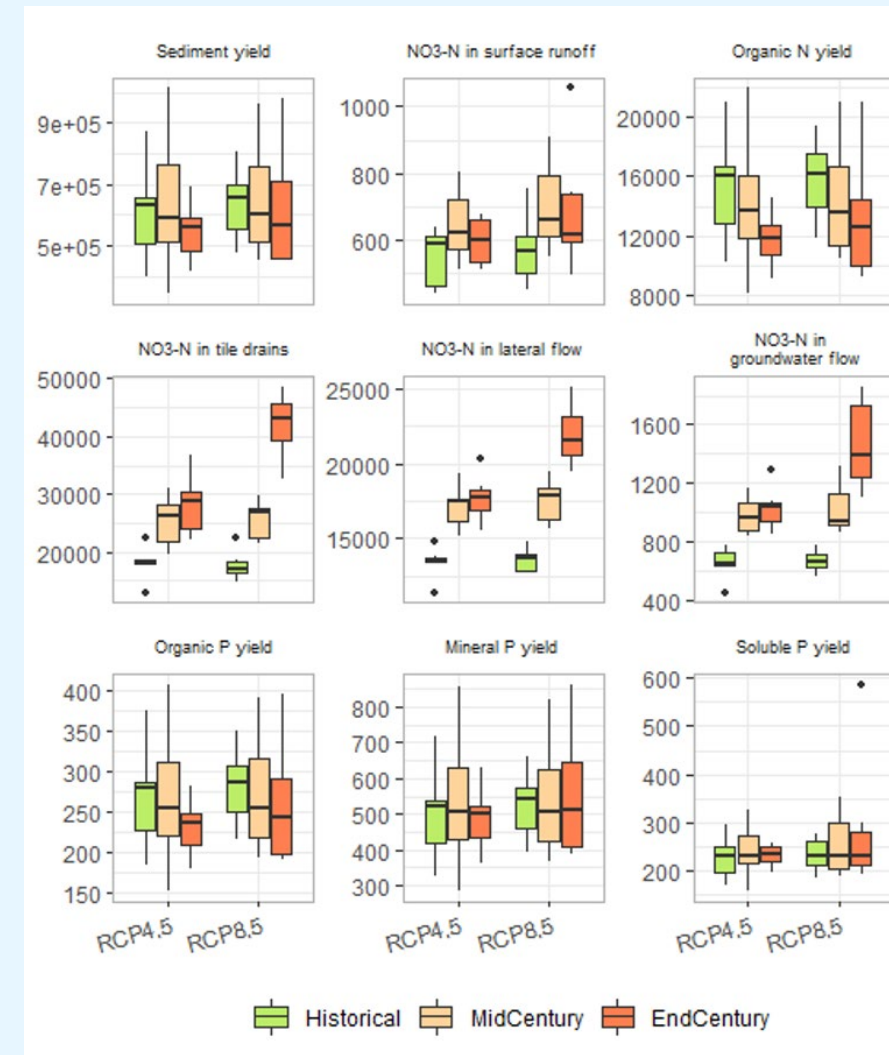 Sediment yield
NO3-N in surface runoff
Organic N yield
9e+05
7e+05
5e+05
1000
800
600
20000
16000
12000
8000
NO3-N in tile drains
NO3-N in lateral flow
NO3-N in
groundwater flow
50000
40000
30000
20000
25000
20000
15000
1600
1200
800
400
Organic P yield
Mineral P yield
Soluble P yield
400
350
300
250
200
150
800
700
600
500
400
300
600
500
400
300
200
RCP4.5
RCP8.5
RCP4.5
RCP8.5
RCP4.5
RCP8.5
Historical
MidCentury
EndCentury